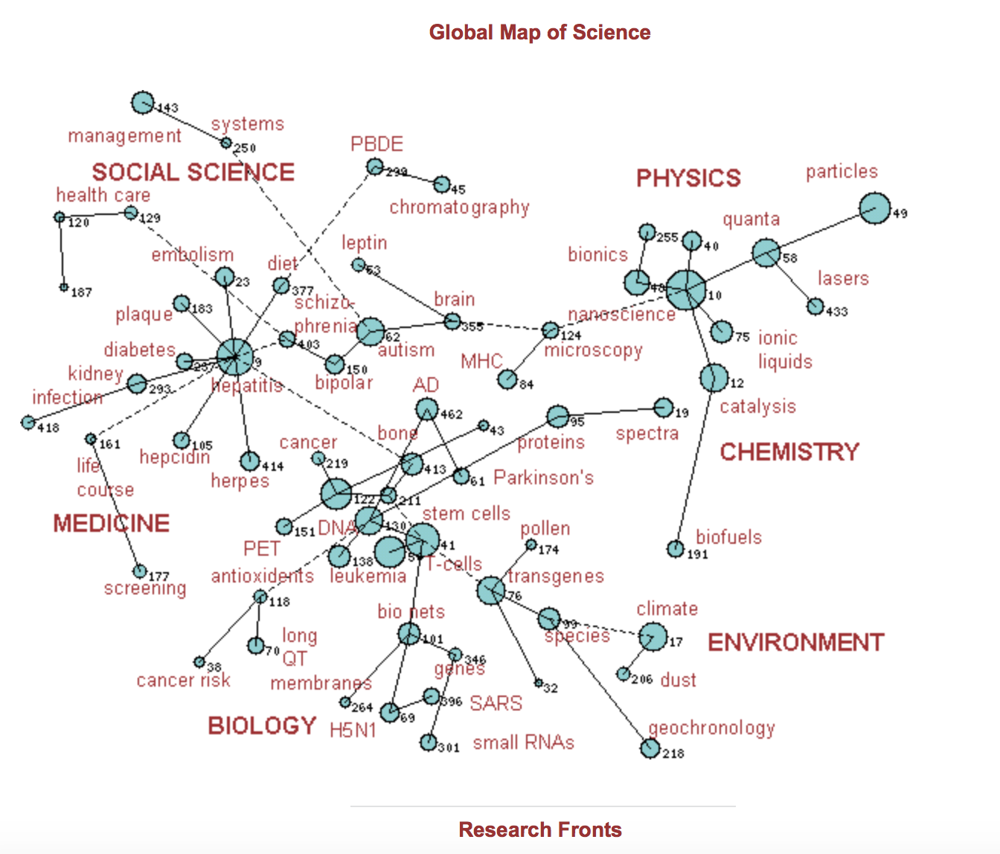 Global Map of Science
143
management
systems
250
SOCIAL SCIENCE
PBDE
299
45
chromatography
PHYSICS
particles
49
quanta
58
lasers
433
health care
120
129
187
embolism
23
diet
377
leptin
53
bionics
255
40
48
10
nanoscience
75
ionic
liquids
plaque
183
schizo-
phrenia
403
brain
355
62
autism
124
microscopy
MHC
84
diabetes
9
hepatitis
150
bipolar
kidney
293
infection
418
12
catalysis
CHEMISTRY
AD
462
bone
43
413
95
proteins
19
spectra
161
life
course
hepcidin
105
herpes
414
cancer
219
61
Parkinson's
122
211
MEDICINE
151
PET
DNA
130
stem cells
41
T-cells
138
leukemia
pollen
174
biofuels
191
177
screening
antioxidents
118
transgenes
76
climate
17
bio nets
101
99
species
ENVIRONMENT
long
QT
70
38
cancer risk
346
genes
membranes
264
32
206
dust
BIOLOGY
H5N1
69
396
SARS
301
small RNAs
geochronology
218
Research Fronts